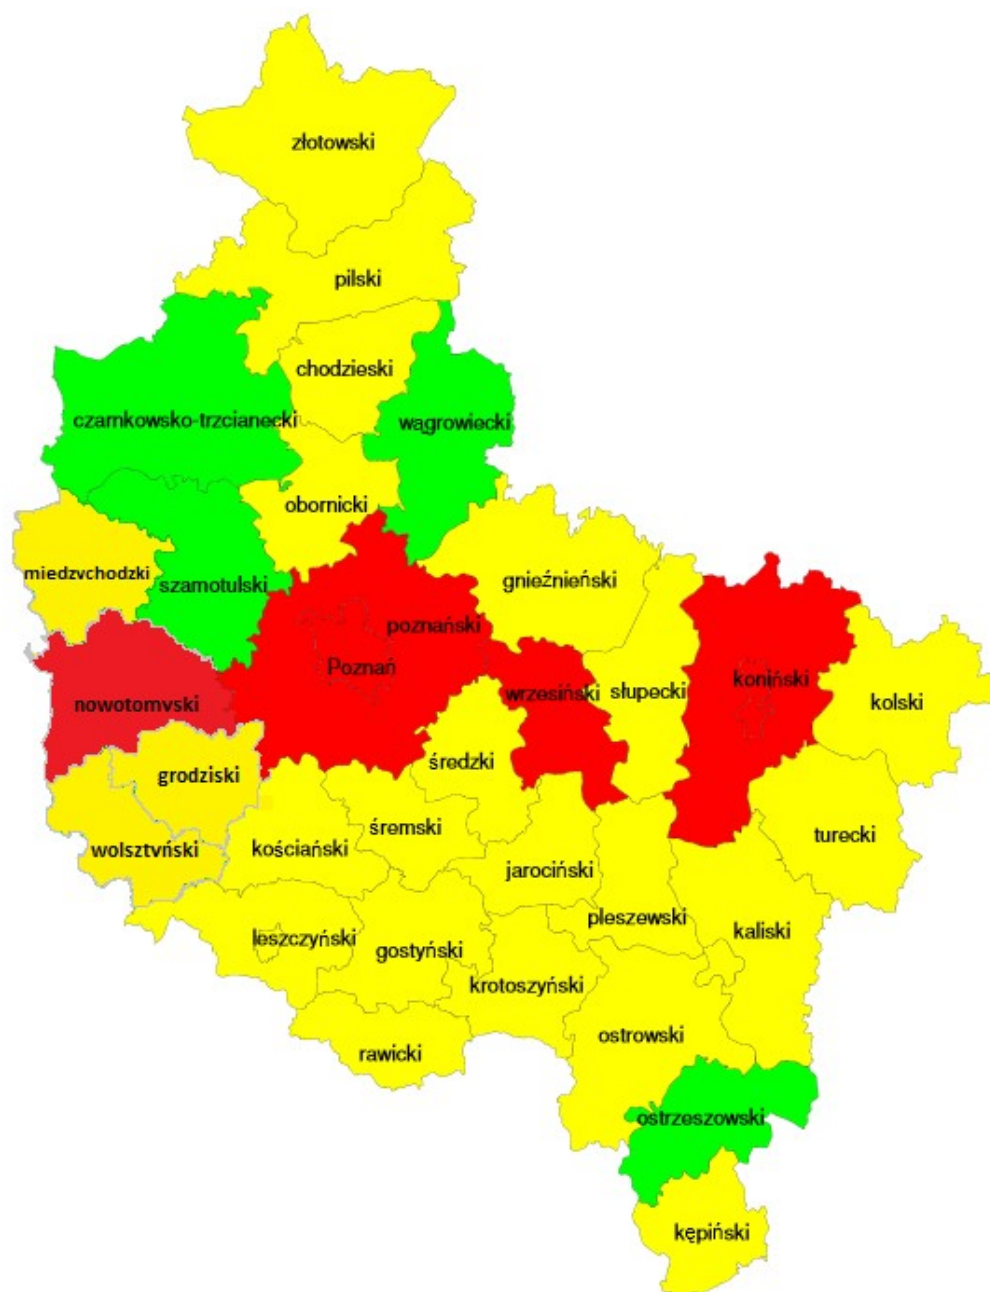 złotowski
pilski
chodzieski
czarnkowsko-trzcianecki
wągrowiecki
obornicki
miedzvchodzki
szamotulski
gnieźnieński
poznański
Poznań
nowotomvski
wrzesiński
słupecki
koniński
kolski
średzki
grodziski
śremski
turecki
wolsztvński
kościański
jarociński
pleszewski
kaliski
leszczyński
gostyński
krotoszyński
ostrowski
rawicki
ostrzeszowski
kępiński